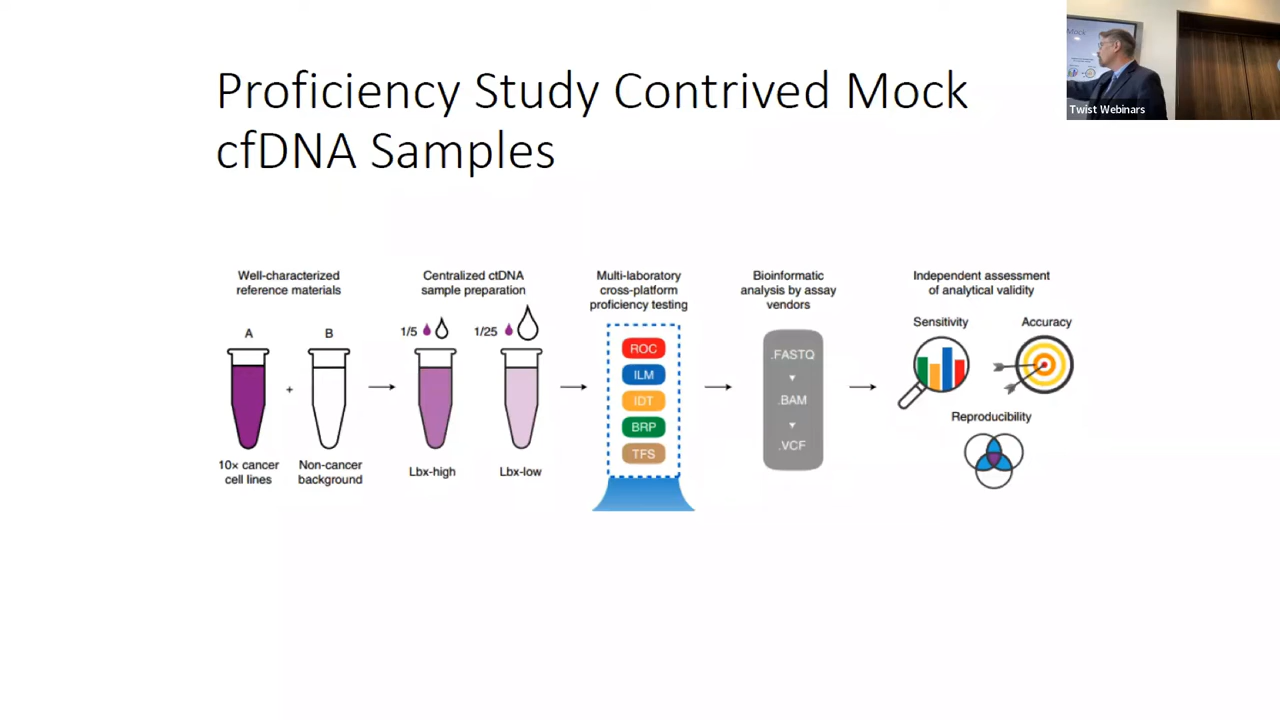 Proficiency Study Contrived Mock
cfDNA Samples
Twist Webinars
Well-characterized
reference materials
A
B
+
10× cancer
cell lines
Non-cancer
background
Centralized ctDNA
sample preparation
1/5
1/25
Lbx-high
Lbx-low
Multi-laboratory
cross-platform
proficiency testing
ROC
ILM
IDT
BRP
TFS
Bioinformatic
analysis by assay
vendors
.FASTQ
.BAM
.VCF
Independent assessment
of analytical validity
Sensitivity
Accuracy
Reproducibility
Mock